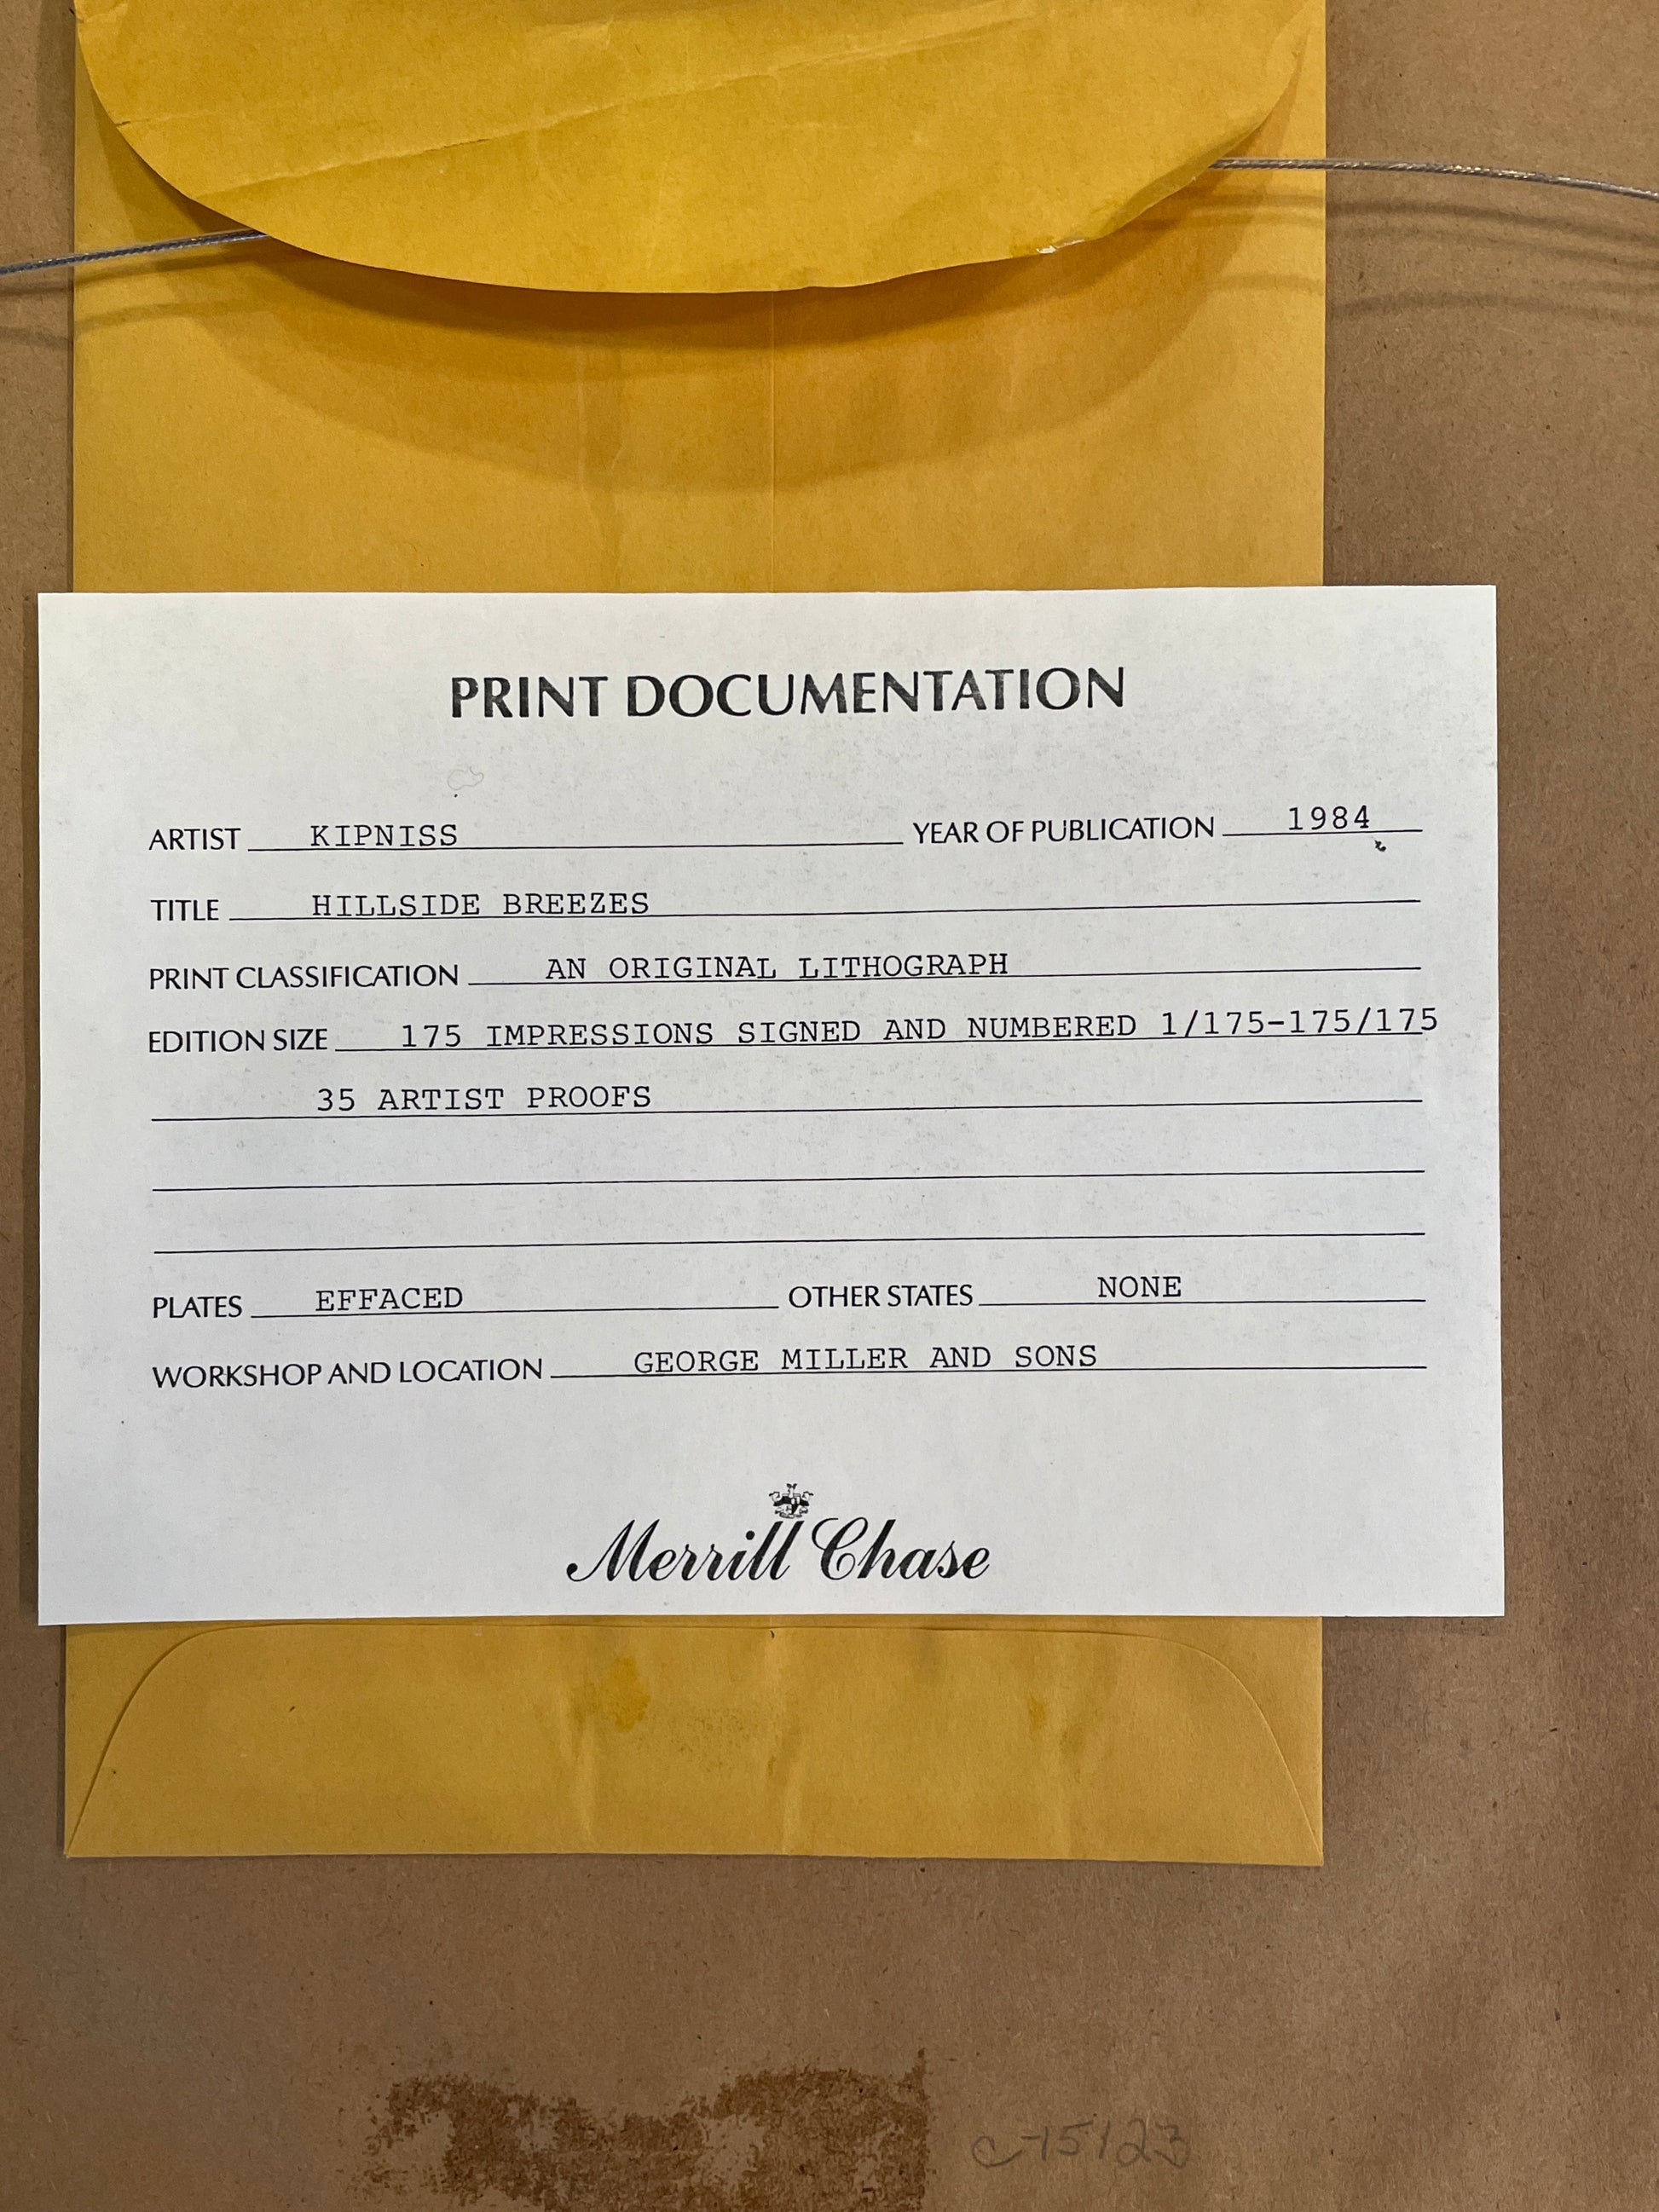 PRINT DOCUMENTATION
ARTIST KIPNISS YEAR OF PUBLICATION 1984
TITLE HILLSIDE BREEZES
PRINT CLASSIFICATION AN ORIGINAL LITHOGRAPH
EDITION SIZE 175 IMPRESSIONS SIGNED AND NUMBERED 1/175-175/175
35 ARTIST PROOFS
PLATES EFFACED OTHER STATES NONE
WORKSHOP AND LOCATION GEORGE MILLER AND SONS
Merrill Chase
C-15123